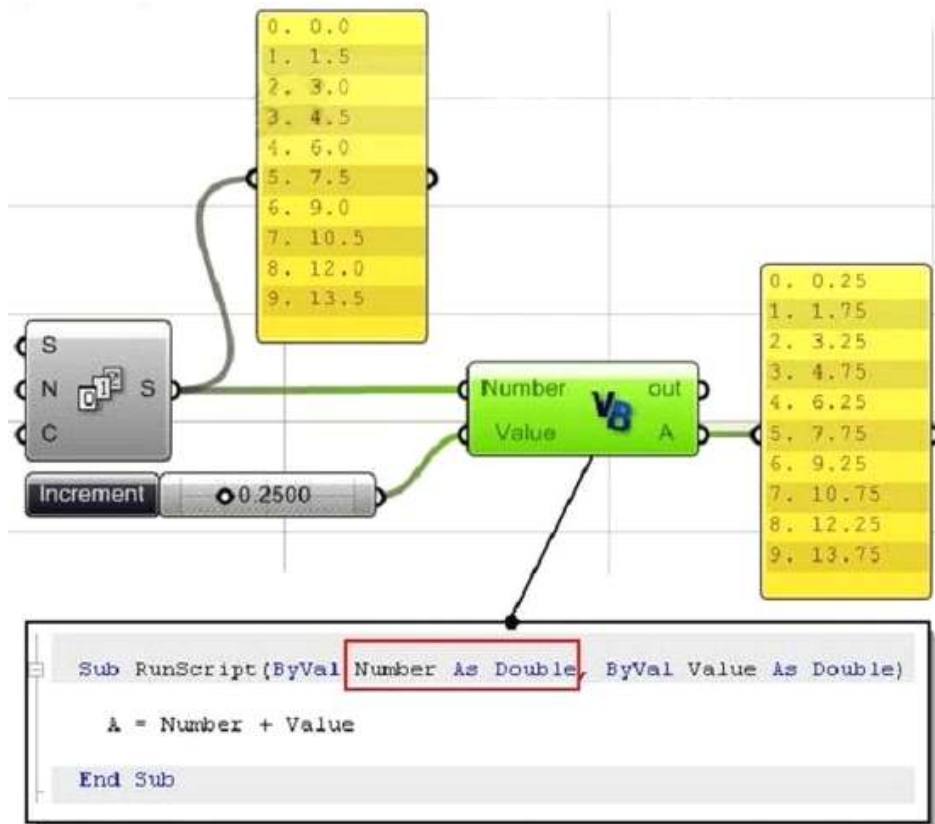 0. 0.0
1. 1.5
2. 3.0
3. 4.5
4. 6.0
5. 7.5
6. 9.0
7. 10.5
8. 12.0
9. 13.5
S
N
C
S
Increment
0.2500
Number
Value
out
A
VB
0. 0.25
1. 1.75
2. 3.25
3. 4.75
4. 6.25
5. 7.75
6. 9.25
7. 10.75
8. 12.25
9. 13.75
Sub RunScript(ByVal Number As Double, ByVal Value As Double)
A = Number + Value
End Sub